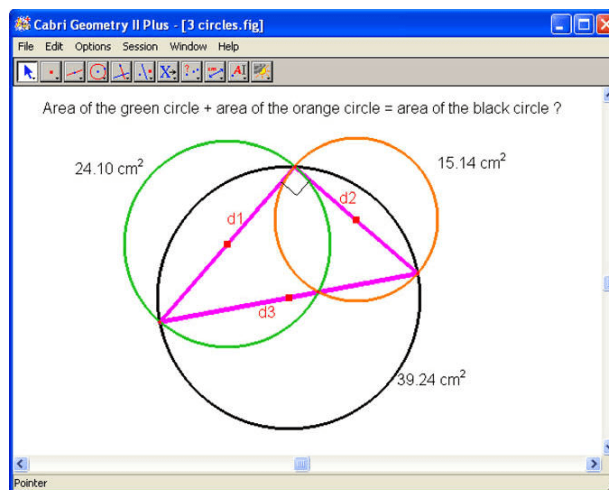 Cabri Geometry II Plus - [3 circles.fig]
File Edit Options Session Window Help
Area of the green circle + area of the orange circle = area of the black circle ?
24.10 cm²
15.14 cm²
d1
d2
d3
39.24 cm²
Pointer